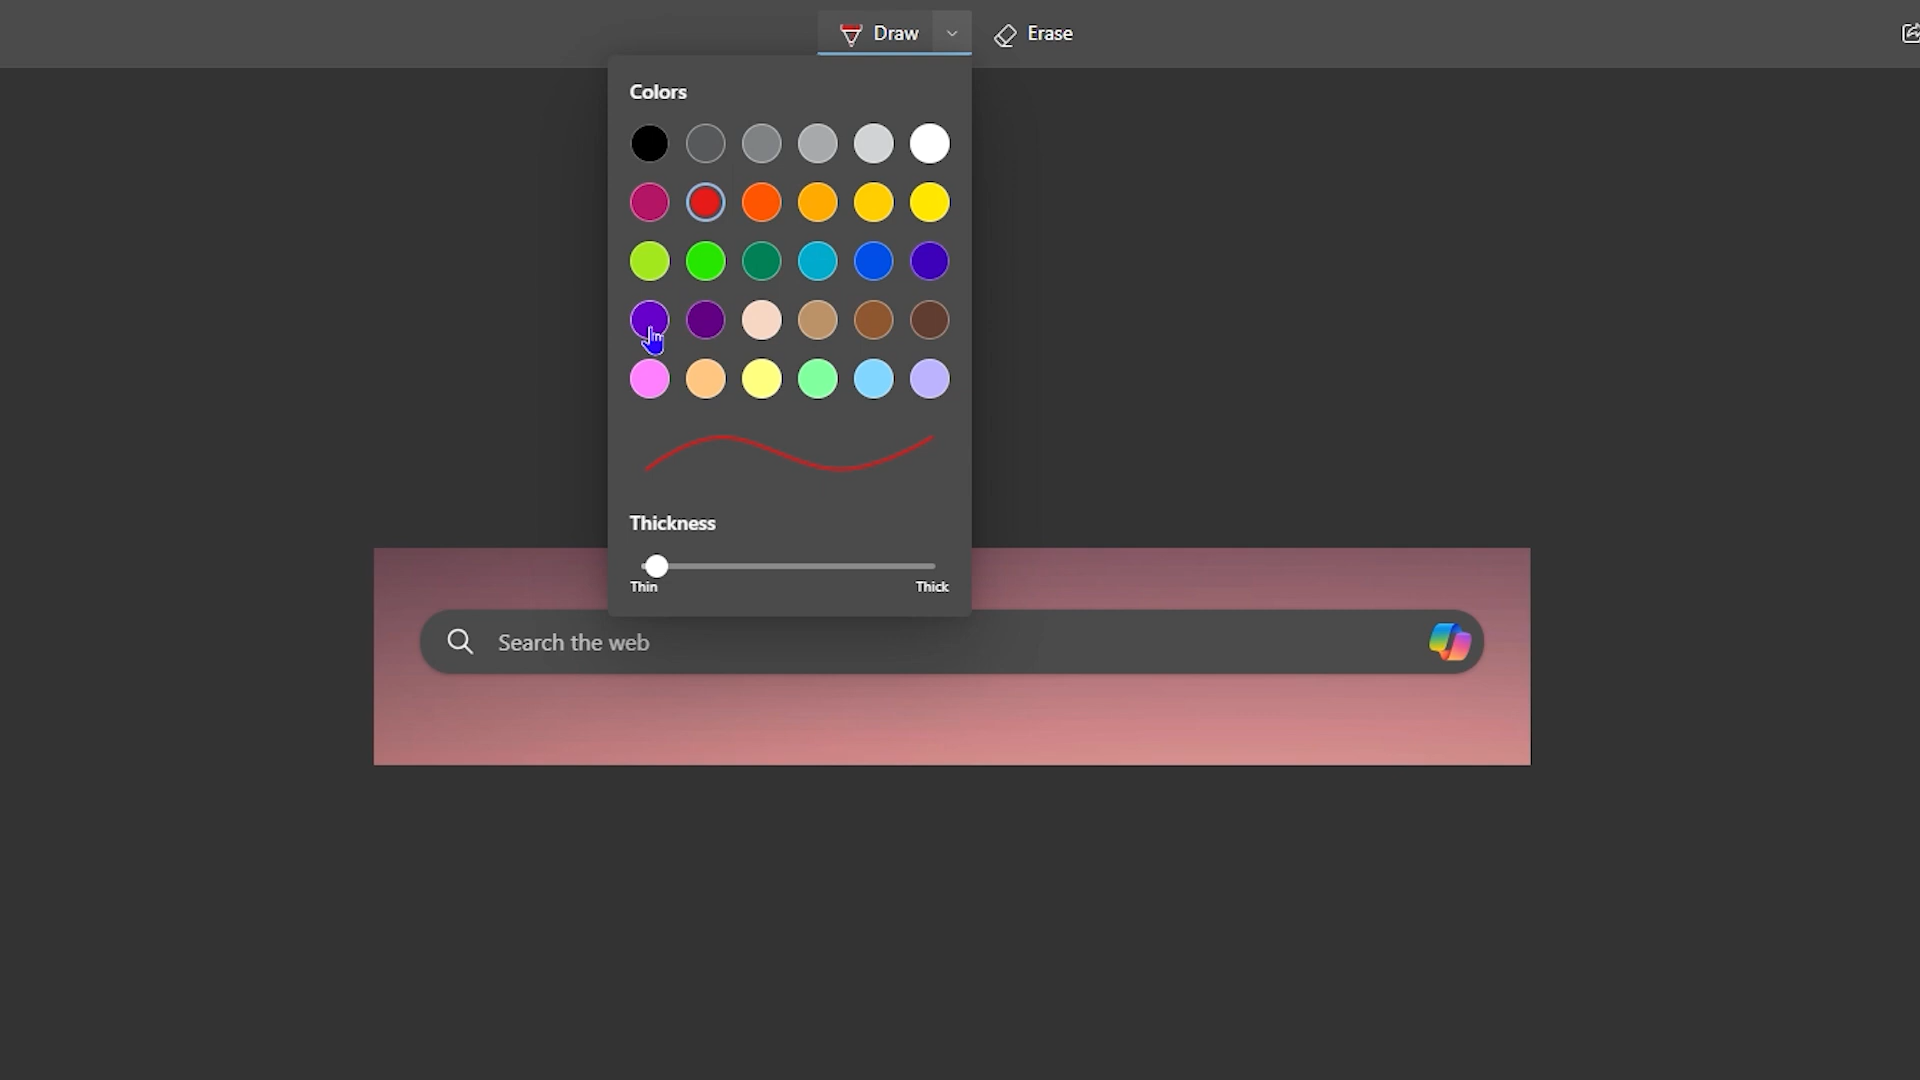 Draw
Erase
Colors
Thickness
Thin
Thick
Search the web